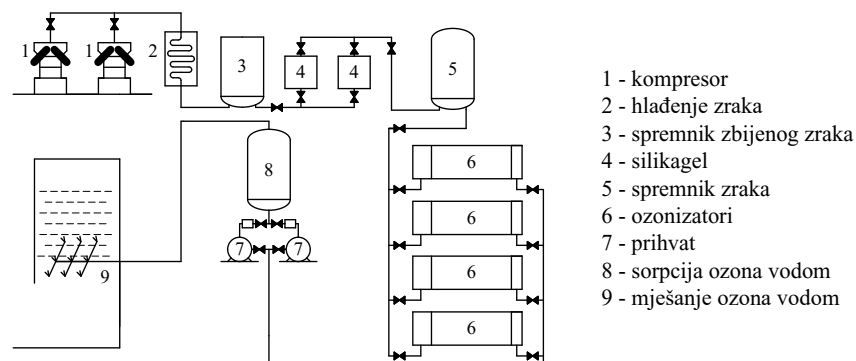 1
1
2
3
4
4
5
6
6
6
6
7
7
8
9
1 - kompresor
2 - hlađenje zraka
3 - spremnik zbijenog zraka
4 - silikagel
5 - spremnik zraka
6 - ozonizatori
7 - prihvat
8 - sorpcija ozona vodom
9 - mješanje ozona vodom